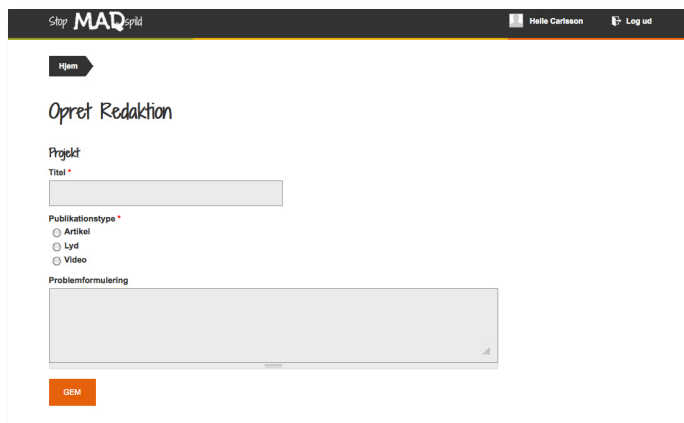 Stop MADspild
Helle Carlsson
Log ud
Hjem
Opret Redaktion
Projekt
Titel *
Publikationstype *
Artikel
Lyd
Video
Problemformulering
GEM